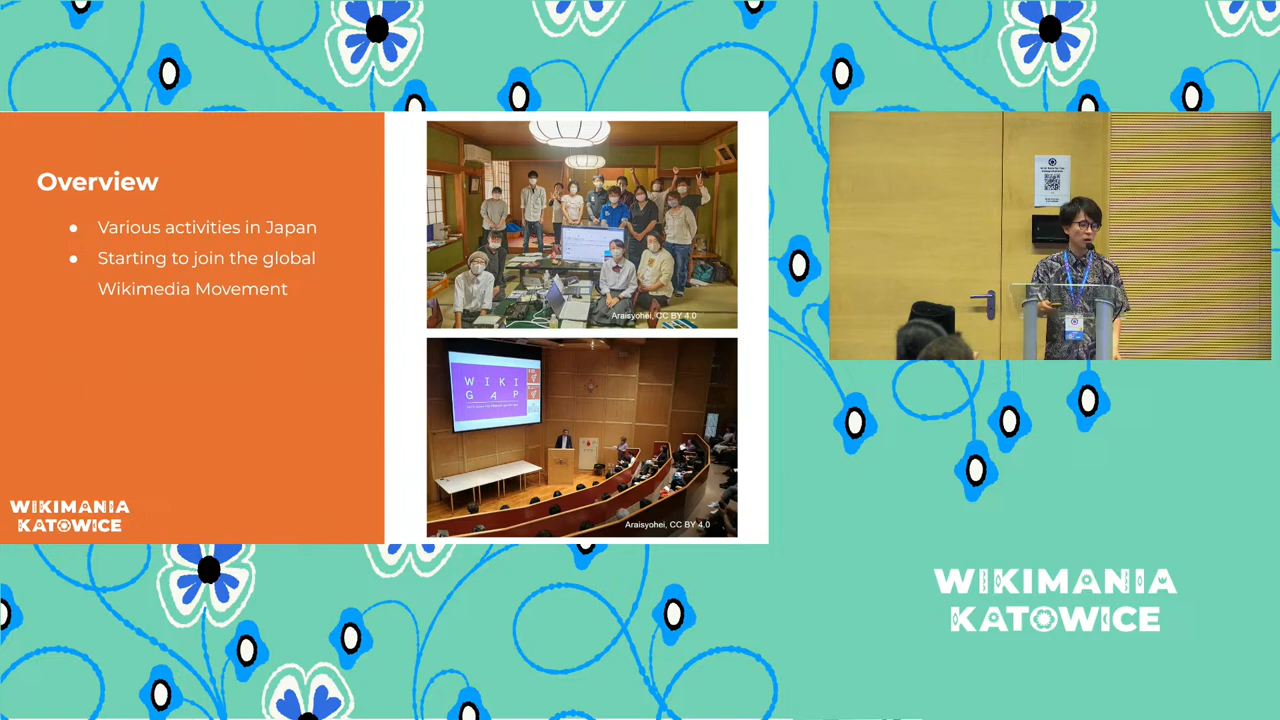 Overview
● Various activities in Japan
● Starting to join the global
Wikimedia Movement
WIKIMANIA
KATOWICE
Araisyohei, CC BY 4.0
WIKI
GAP
Araisyohei, CC BY 4.0
WIKIMANIA
KATOWICE